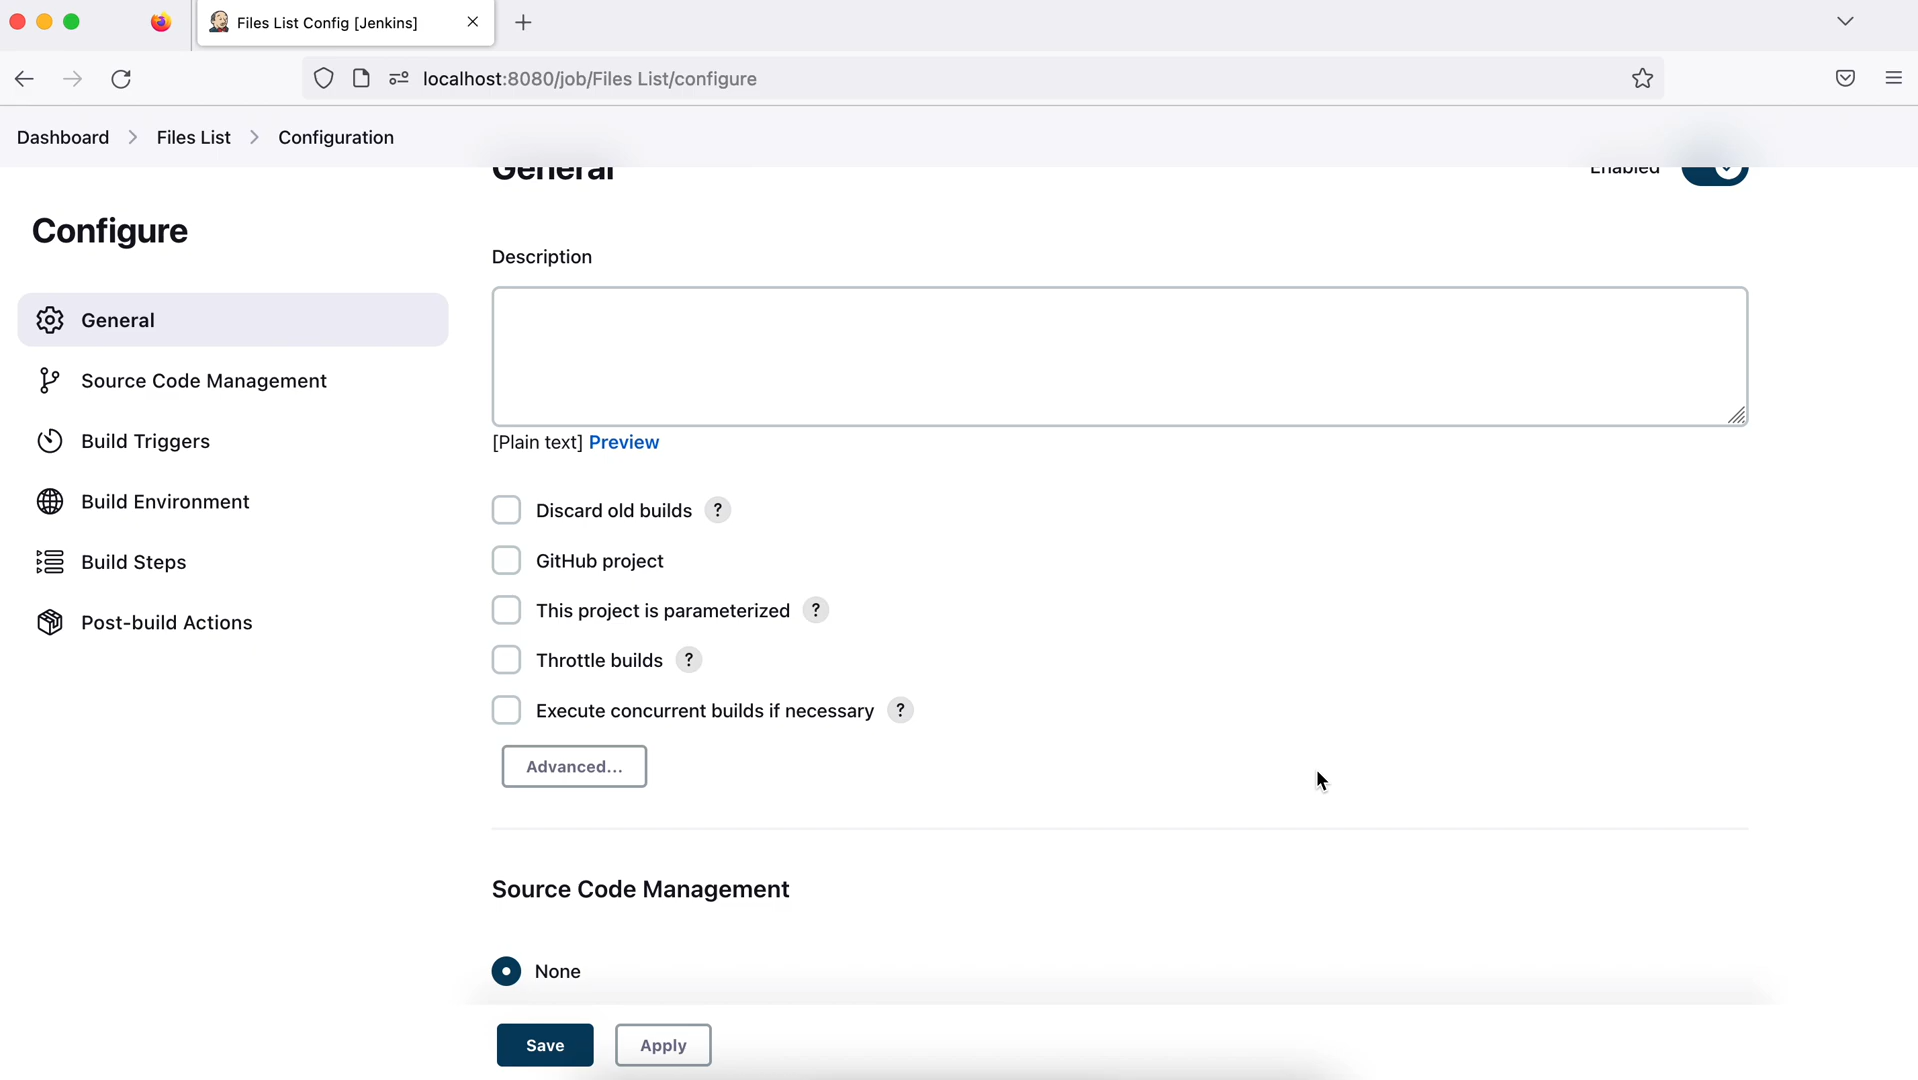 Files List Config [Jenkins]
localhost:8080/job/Files List/configure
Dashboard Files List Configuration
General Enabled
Configure
General
Source Code Management
Build Triggers
Build Environment
Build Steps
Post-build Actions
Description
[Plain text] Preview
Discard old builds ?
GitHub project
This project is parameterized ?
Throttle builds ?
Execute concurrent builds if necessary ?
Advanced...
Source Code Management
None
Save Apply